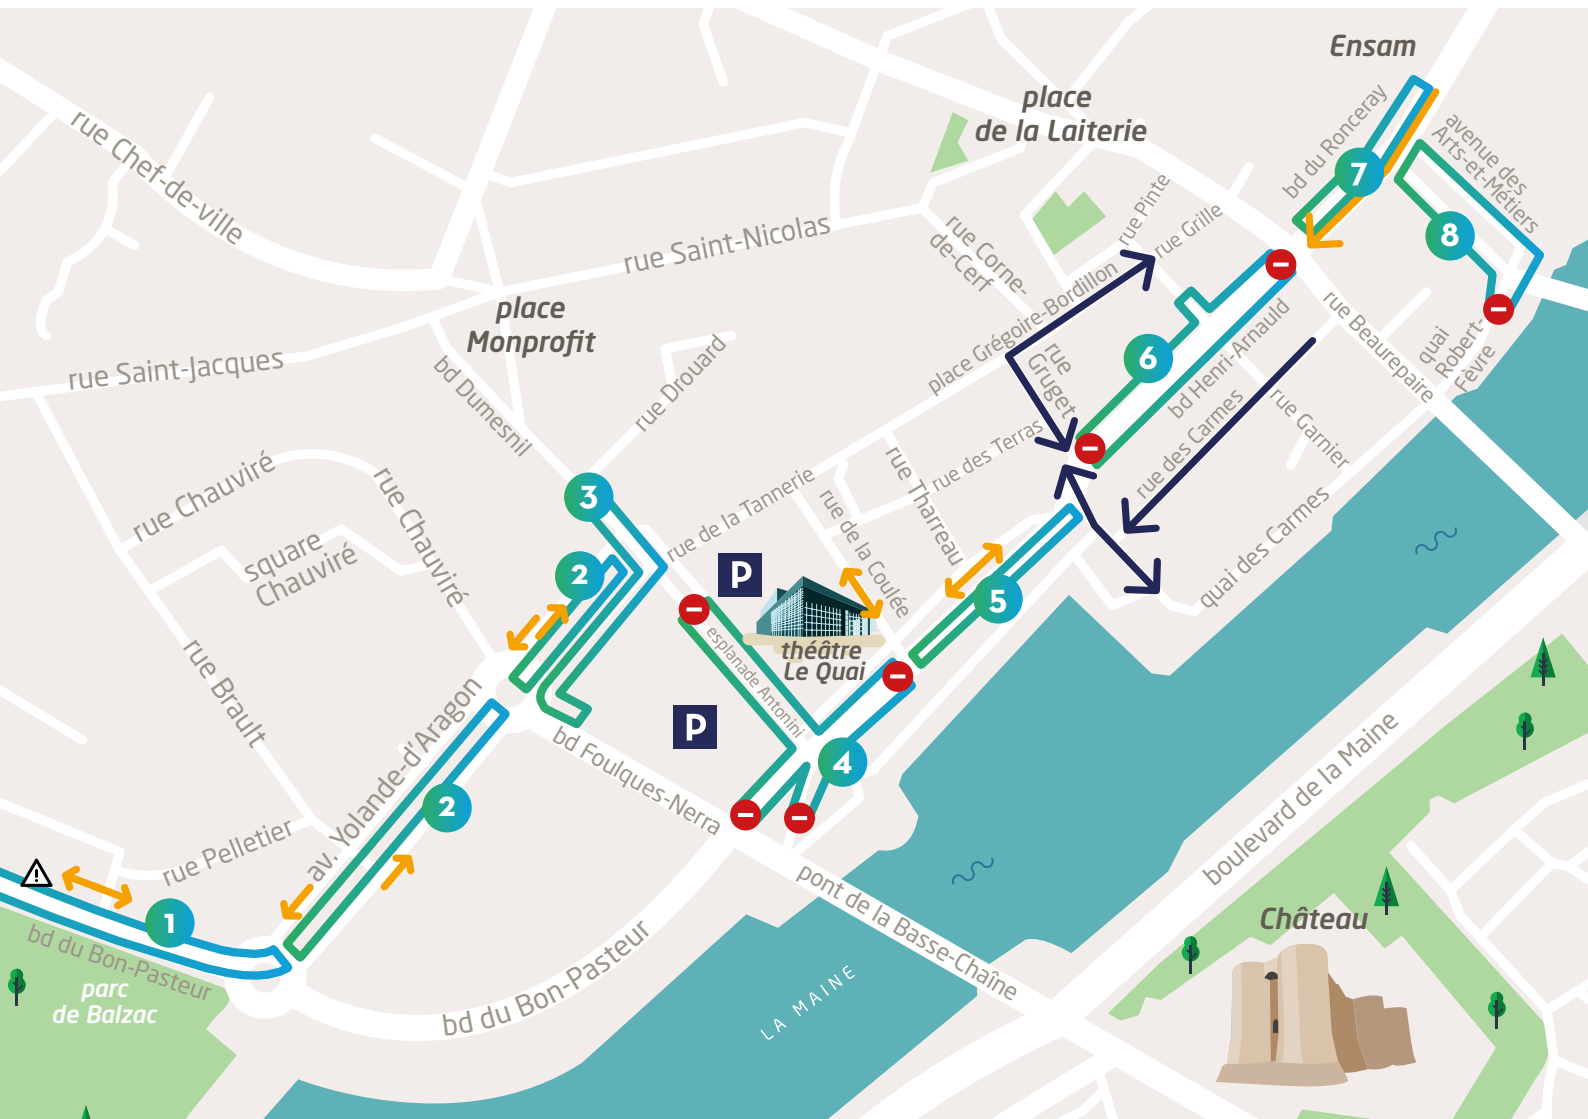 Ensam
place
de la Laiterie
bd du Ronceray
7
avenue des
Arts-et-Métiers
8
rue Chef-de-ville
rue Saint-Nicolas
rue Corne-
de-Cerf
rue Pinte
rue Grille
place
Monprofit
place Grégoire-Bordillon
rue
Gruget
6
bd Henri-Arnauld
rue Beaurepaire
quai
Robert-
Fèvre
rue Saint-Jacques
bd Dumesnil
rue Drouard
rue des Carmes
rue Garnier
rue Chauviré
rue Chauviré
square
Chauviré
3
rue de la Tannerie
rue de la Coulée
rue Tharreau
rue des Terras
quai des Carmes
2
P
5
esplanade Antonini
théâtre
Le Quai
rue Brault
av. Yolande-d'Aragon
P
bd Foulques-Nerra
4
2
rue Pelletier
boulevard de la Maine
1
bd du Bon-Pasteur
parc
de Balzac
bd du Bon-Pasteur
pont de la Basse-Chaîne
LA MAINE
Château